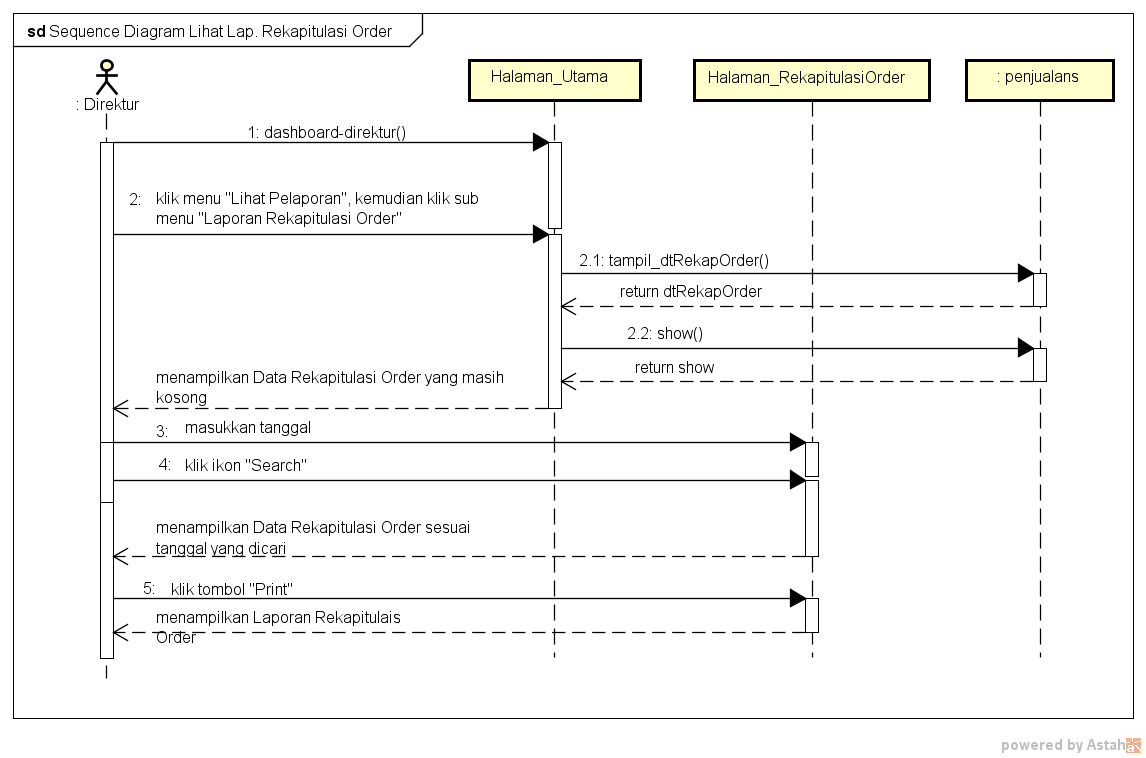 sd Sequence Diagram Lihat Lap. Rekapitulasi Order
: Direktur
Halaman_Utama
Halaman_RekapitulasiOrder
: penjualans
1: dashboard-direktur()
2: klik menu "Lihat Pelaporan", kemudian klik sub
menu "Laporan Rekapitulasi Order"
2.1: tampil_dtRekapOrder()
return dtRekapOrder
2.2: show()
return show
menampilkan Data Rekapitulasi Order yang masih
kosong
3: masukkan tanggal
4: klik ikon "Search"
menampilkan Data Rekapitulasi Order sesuai
tanggal yang dicari
5: klik tombol "Print"
menampilkan Laporan Rekapitulais
Order
powered by Astah